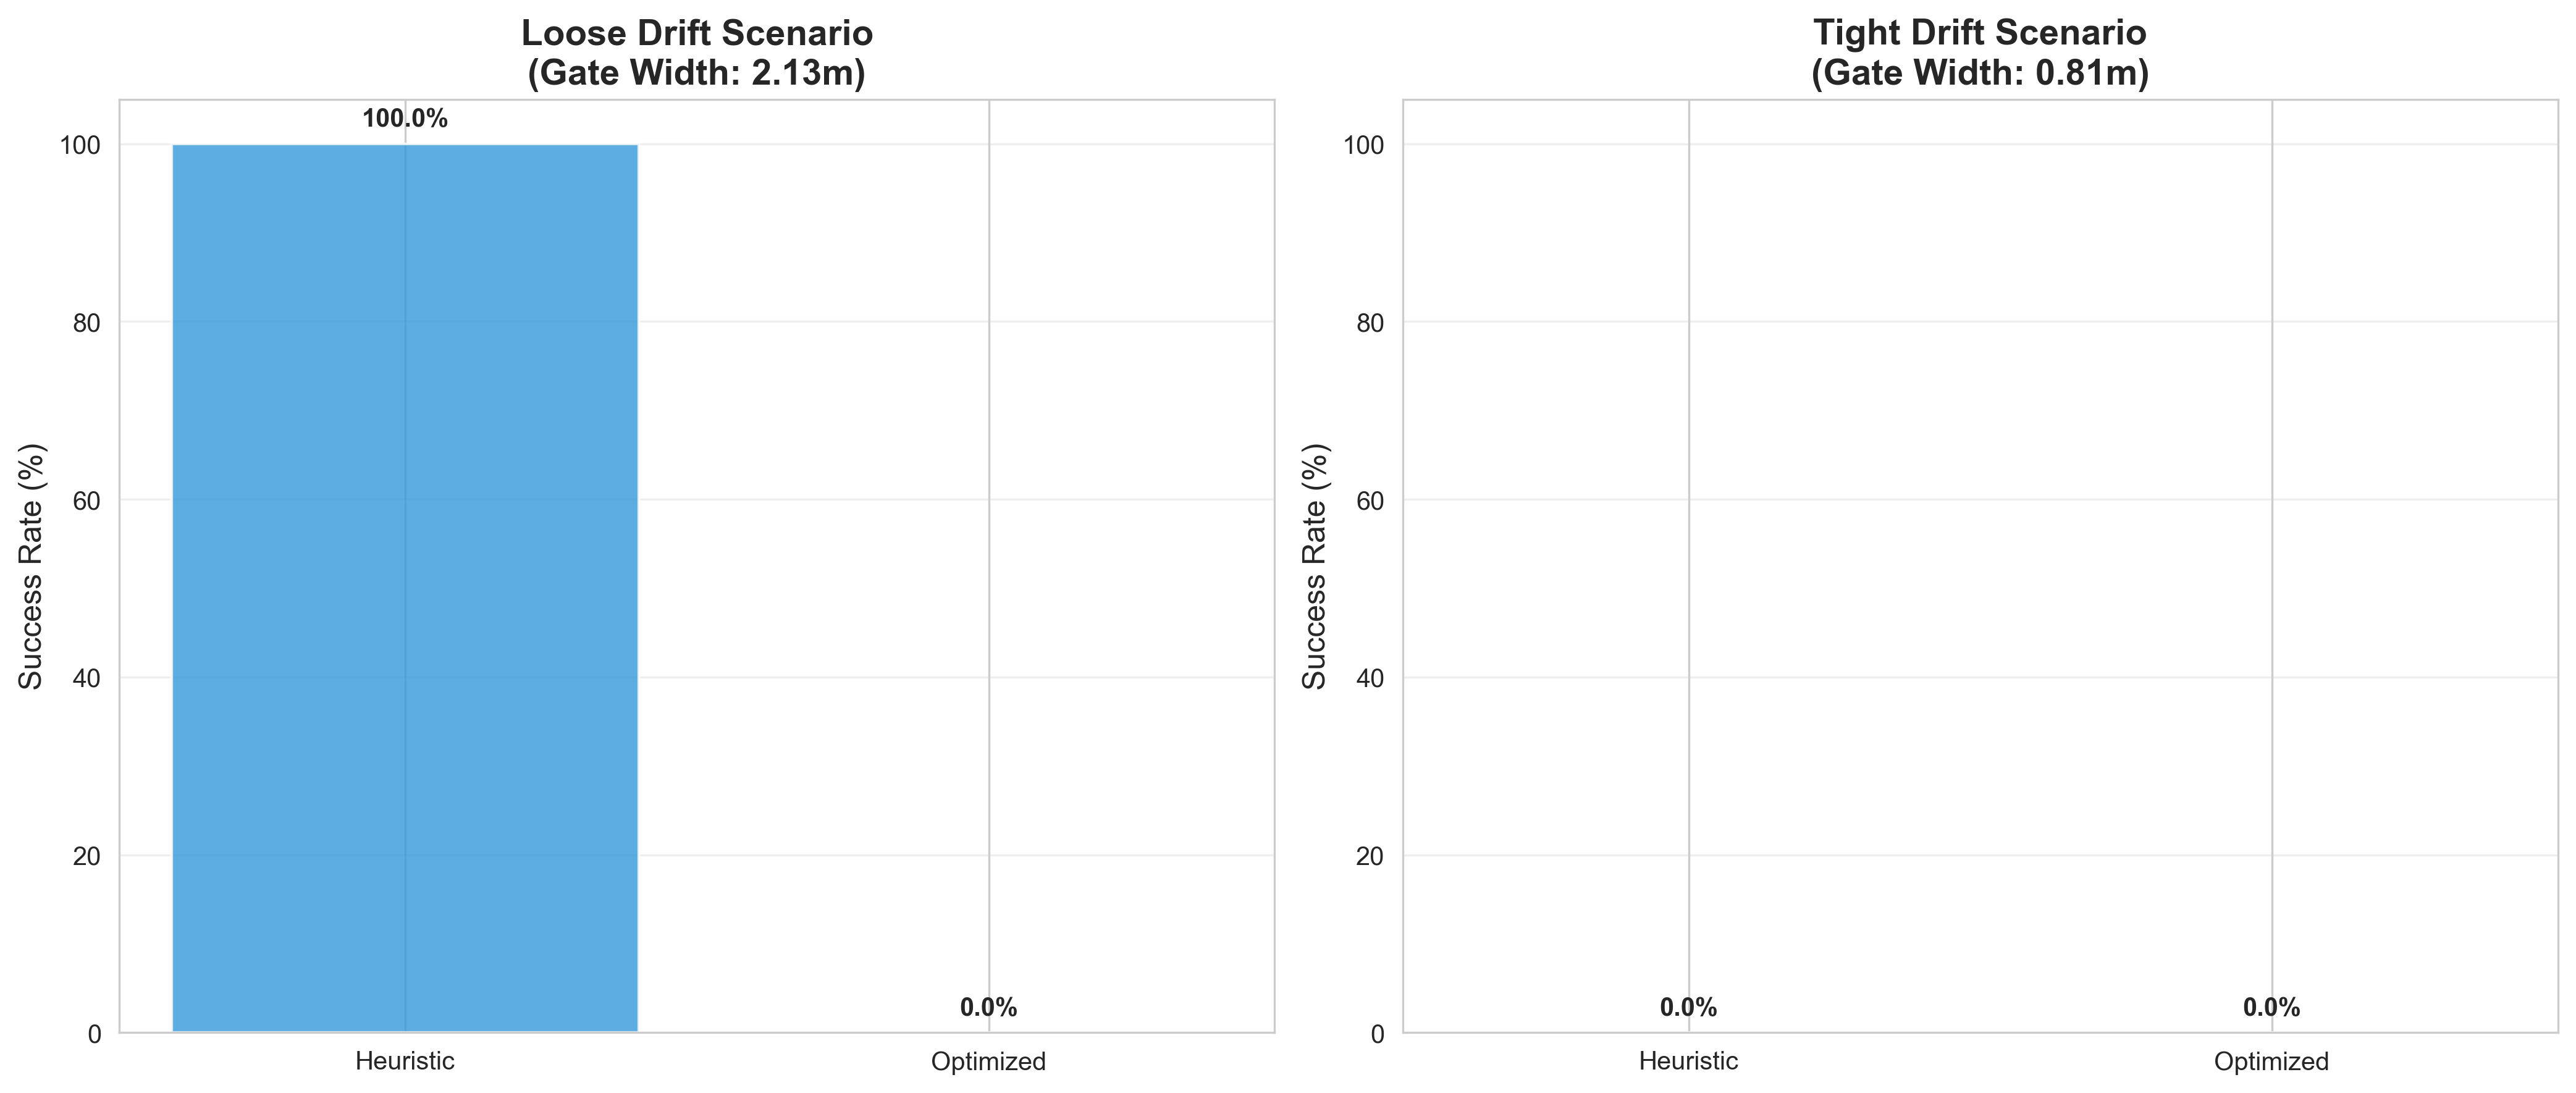 Loose Drift Scenario
(Gate Width: 2.13m)
100.0%
100
80
60
40
20
0
Success Rate (%)
0.0%
Heuristic
Optimized
Tight Drift Scenario
(Gate Width: 0.81m)
100
80
60
40
20
0
Success Rate (%)
0.0%
0.0%
Heuristic
Optimized